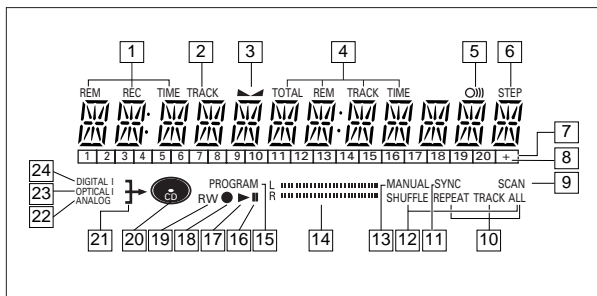 1 2 3 4 5 6
REM REC TIME TRACK TOTAL REM TRACK TIME O))) STEP
1 2 3 4 5 6 7 8 9 10 11 12 13 14 15 16 17 18 19 20 +
7
8
24 DIGITAL I PROGRAM L MANUAL SYNC SCAN 9
23 OPTICAL I CD RW R SHUFFLE REPEAT TRACK ALL
22 ANALOG
21 20 19 18 17 16 15 14 13 12 11 10